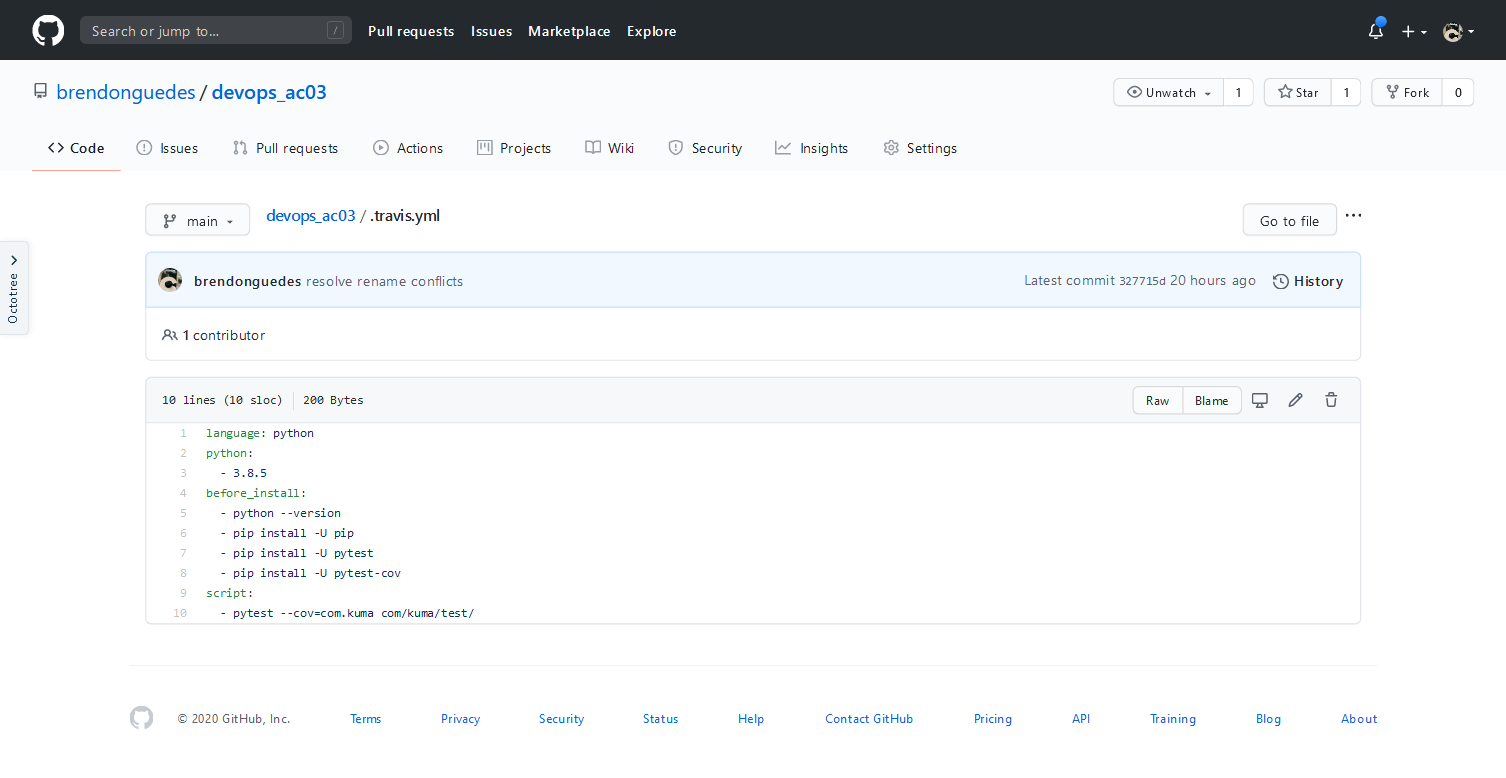 Search or jump to... /
Pull requests Issues Marketplace Explore
brendonguedes / devops_ac03
Unwatch 1 Star 1 Fork 0
Code Issues Pull requests Actions Projects Wiki Security Insights Settings
main devops_ac03 / .travis.yml Go to file ...
Octotree
brendonguedes resolve rename conflicts Latest commit 327715d 20 hours ago History
1 contributor
10 lines (10 sloc) 200 Bytes Raw Blame
1 language: python
2 python:
3   - 3.8.5
4 before_install:
5   - python --version
6   - pip install -U pip
7   - pip install -U pytest
8   - pip install -U pytest-cov
9 script:
10   - pytest --cov=com.kuma com/kuma/test/
© 2020 GitHub, Inc. Terms Privacy Security Status Help Contact GitHub Pricing API Training Blog About